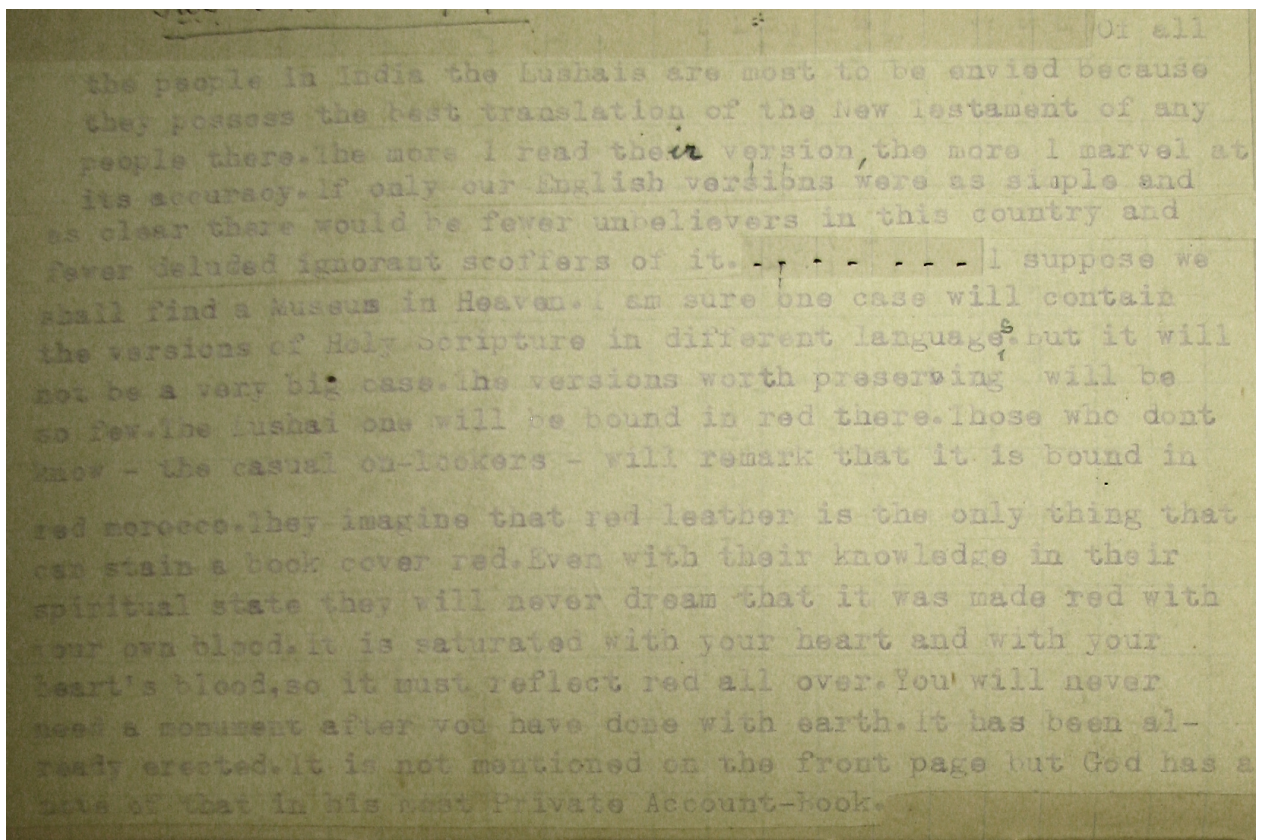 Of all
the people in India the Lushais are most to be envied because
they possess the best translation of the New Testament of any
people there.The more I read their version,the more I marvel at
its accuracy.If only our English versions were as simple and
as clear there would be fewer unbelievers in this country and
fewer deluded ignorant scoffers of it.- - - - - - -I suppose we
shall find a Museum in Heaven.I am sure one case will contain
the versions of Holy Scripture in different languages.but it will
not be a very big case.The versions worth preserving will be
so few.The Lushai one will be bound in red there.Those who dont
know - the casual on-lookers - will remark that it is bound in
red morocco.They imagine that red leather is the only thing that
can stain a book cover red.Even with their knowledge in their
spiritual state they will never dream that it was made red with
your own blood.It is saturated with your heart and with your
heart's blood,so it must reflect red all over.You will never
need a monument after you have done with earth.It has been al-
ready erected.It is not mentioned on the front page but God has a
note of that in his most Private Account-book.